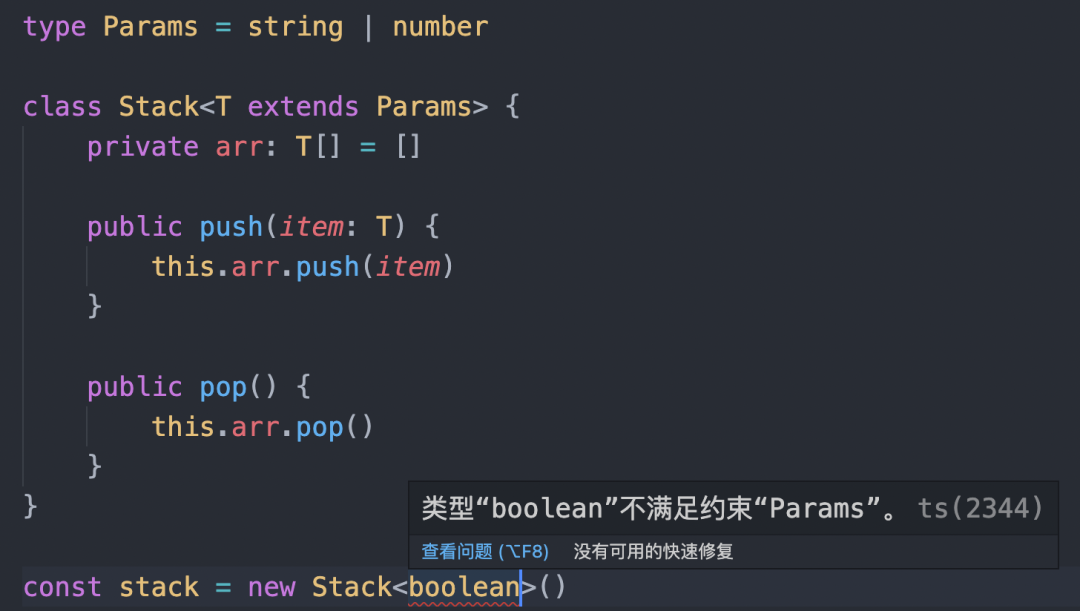 type Params = string | number
class Stack<T extends Params> {
    private arr: T[] = []
    public push(item: T) {
        this.arr.push(item)
    }
    public pop() {
        this.arr.pop()
    }
}
类型“boolean”不满足约束“Params”。 ts(2344)
查看问题 (⌥F8) 没有可用的快速修复
const stack = new Stack<boolean>()